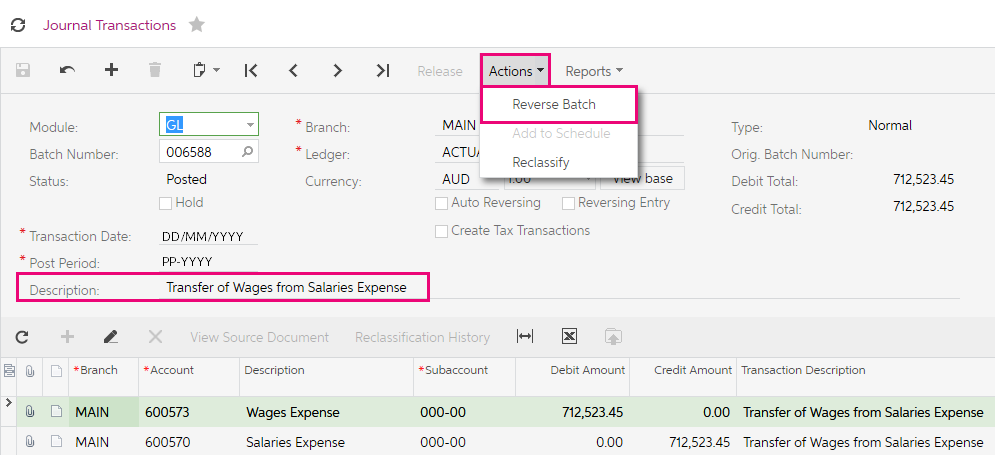 Journal Transactions
Release Actions Reports
Reverse Batch
Add to Schedule
Reclassify
Module: GL * Branch: MAIN Type: Normal
Batch Number: 006588 * Ledger: ACTUA Orig. Batch Number:
Status: Posted Currency: AUD 1.00 View base Debit Total: 712,523.45
Hold Auto Reversing Reversing Entry Credit Total: 712,523.45
Create Tax Transactions
* Transaction Date: DD/MM/YYYY
* Post Period: PP-YYYY
Description: Transfer of Wages from Salaries Expense
View Source Document Reclassification History
*Branch *Account Description *Subaccount Debit Amount Credit Amount Transaction Description
MAIN 600573 Wages Expense 000-00 712,523.45 0.00 Transfer of Wages from Salaries Expense
MAIN 600570 Salaries Expense 000-00 0.00 712,523.45 Transfer of Wages from Salaries Expense